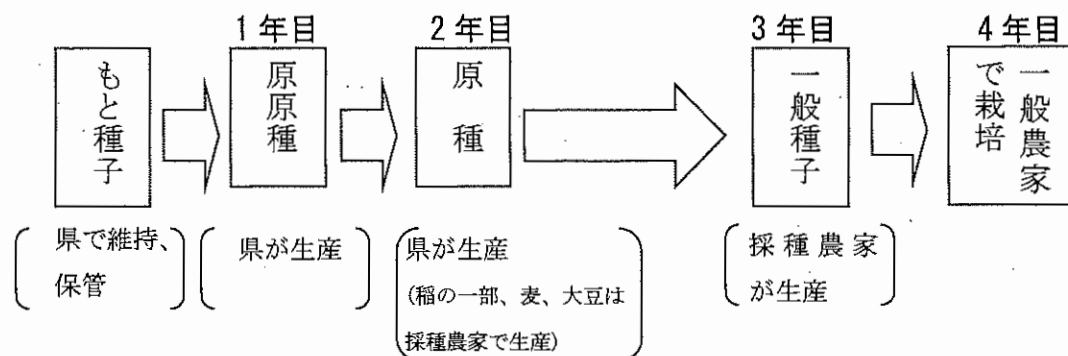 1年目
2年目
3年目
4年目
もと種子
原原種
原種
一般種子
一般農家
で栽培
県で維持、
保管
県が生産
県が生産
(稲の一部、麦、大豆は
採種農家で生産)
採種農家
が生産